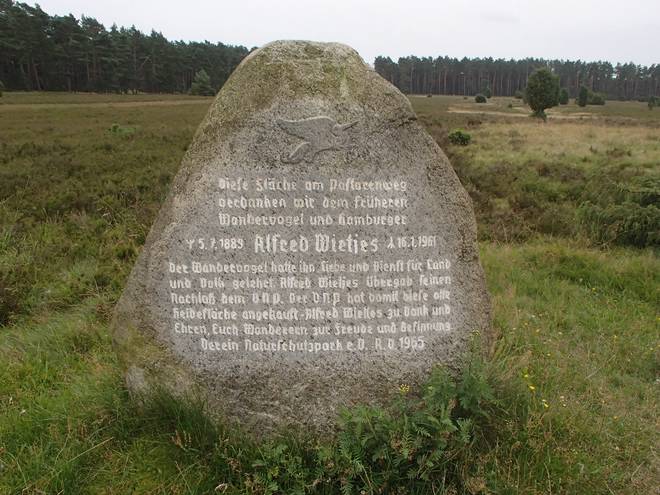 Diese Fläche am Pastorenweg
verdanken wir dem früheren
Wandervogel und Hamburger
5.7.1889 Alfred Wietjes 16.1.1961
Der Wandervogel hatte ihn Liebe und Dienst für Land
und Volk gelehrt Alfred Wietjes übergab seinen
Nachlaß dem V.N.P. Der V.N.P. hat damit diese alte
Heidefläche angekauft - Alfred Wietjes zu Dank und
Ehren, Euch Wanderern zur Freude und Besinnung
Verein Naturschutzpark e.V. A.D. 1965